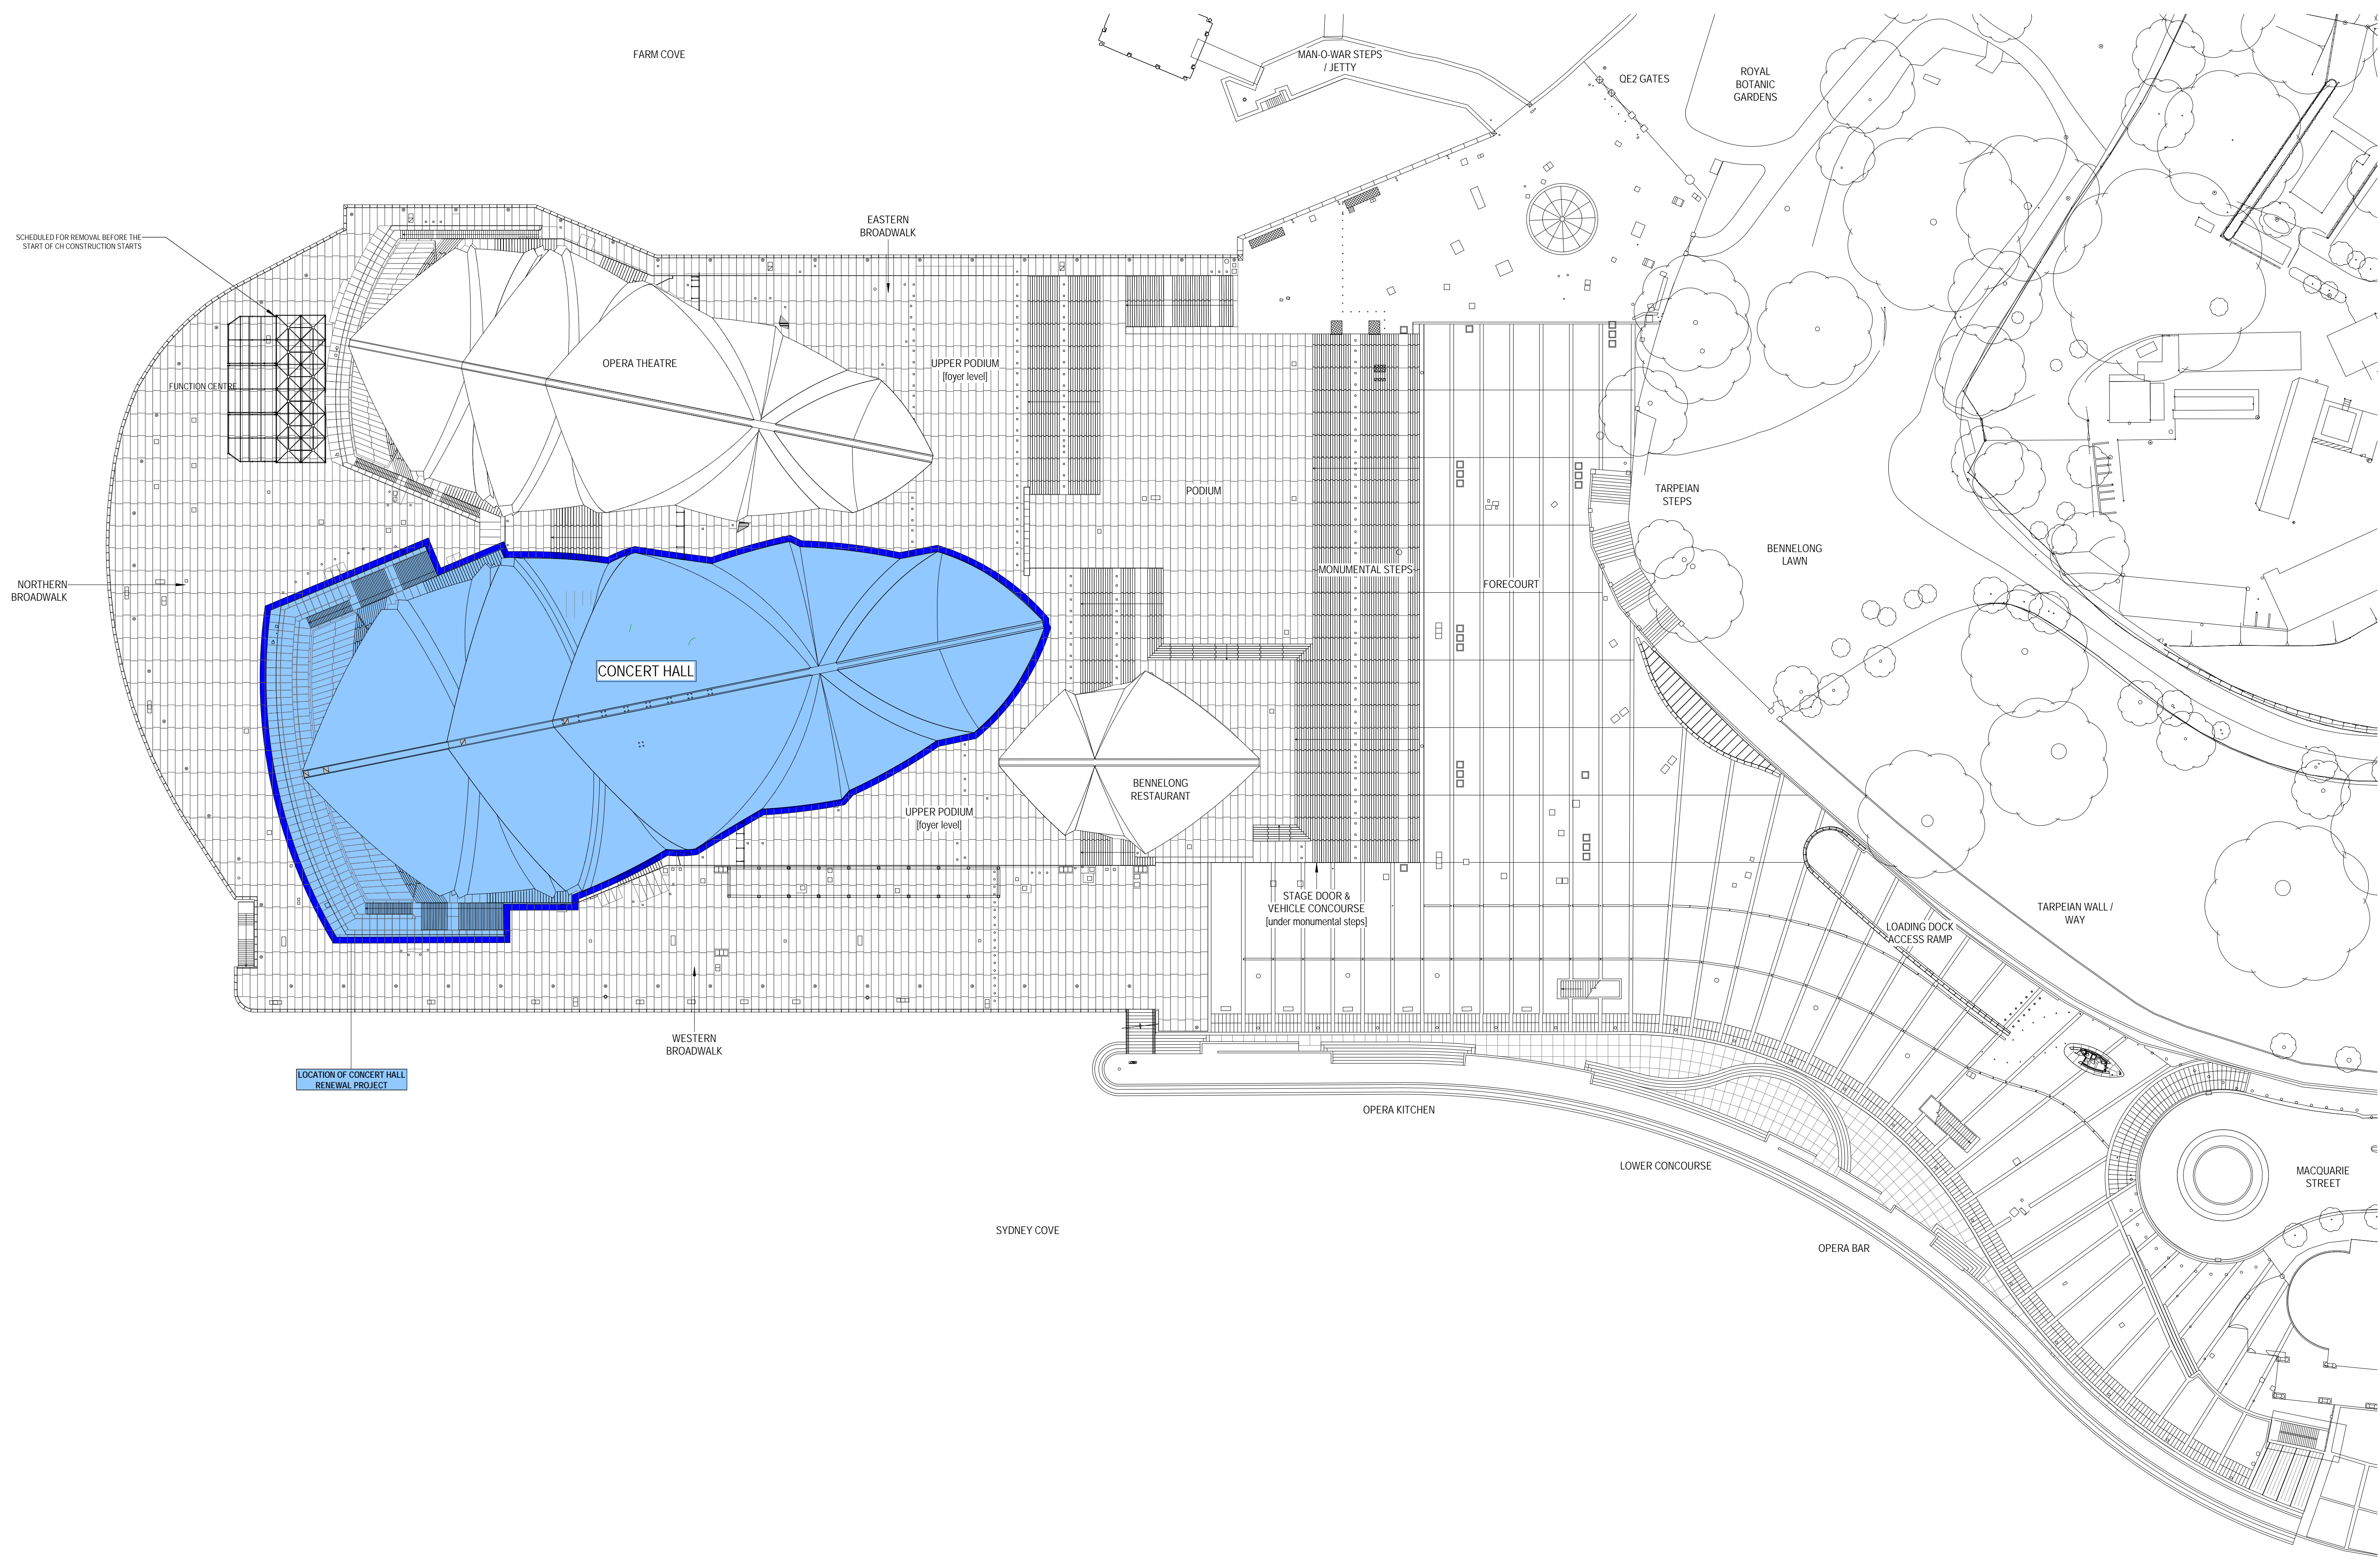 FARM COVE
MAN-O-WAR STEPS
/ JETTY
QE2 GATES
ROYAL
BOTANIC
GARDENS
EASTERN
BROADWALK
SCHEDULED FOR REMOVAL BEFORE THE
START OF CH CONSTRUCTION STARTS
OPERA THEATRE
UPPER PODIUM
[foyer level]
FUNCTION CENTRE
PODIUM
TARPEIAN
STEPS
BENNELONG
LAWN
NORTHERN
BROADWALK
MONUMENTAL STEPS
FORECOURT
CONCERT HALL
BENNELONG
RESTAURANT
UPPER PODIUM
[foyer level]
STAGE DOOR &
VEHICLE CONCOURSE
[under monumental steps]
TARPEIAN WALL /
WAY
LOADING DOCK
ACCESS RAMP
WESTERN
BROADWALK
LOCATION OF CONCERT HALL
RENEWAL PROJECT
OPERA KITCHEN
LOWER CONCOURSE
MACQUARIE
STREET
SYDNEY COVE
OPERA BAR